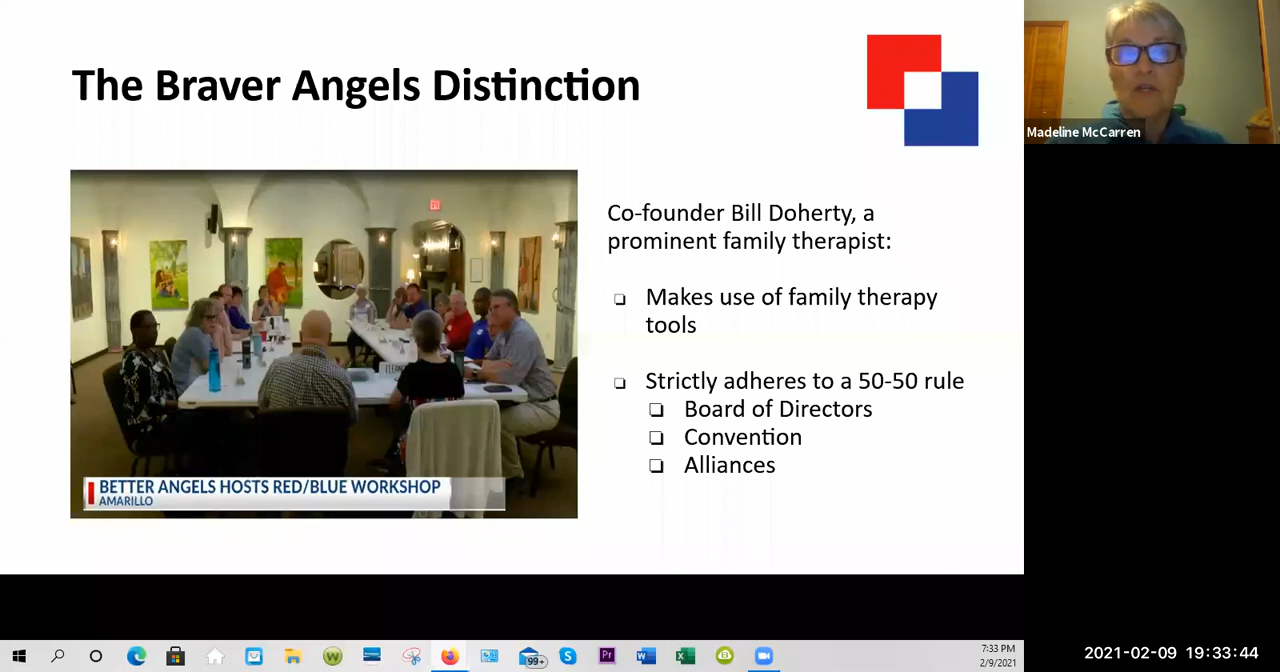 The Braver Angels Distinction
Madeline McCarren
Co-founder Bill Doherty, a
prominent family therapist:
Makes use of family therapy
tools
Strictly adheres to a 50-50 rule
Board of Directors
Convention
Alliances
BETTER ANGELS HOSTS RED/BLUE WORKSHOP
AMARILLO
99+
7:33 PM
2/9/2021
2021-02-09 19:33:44